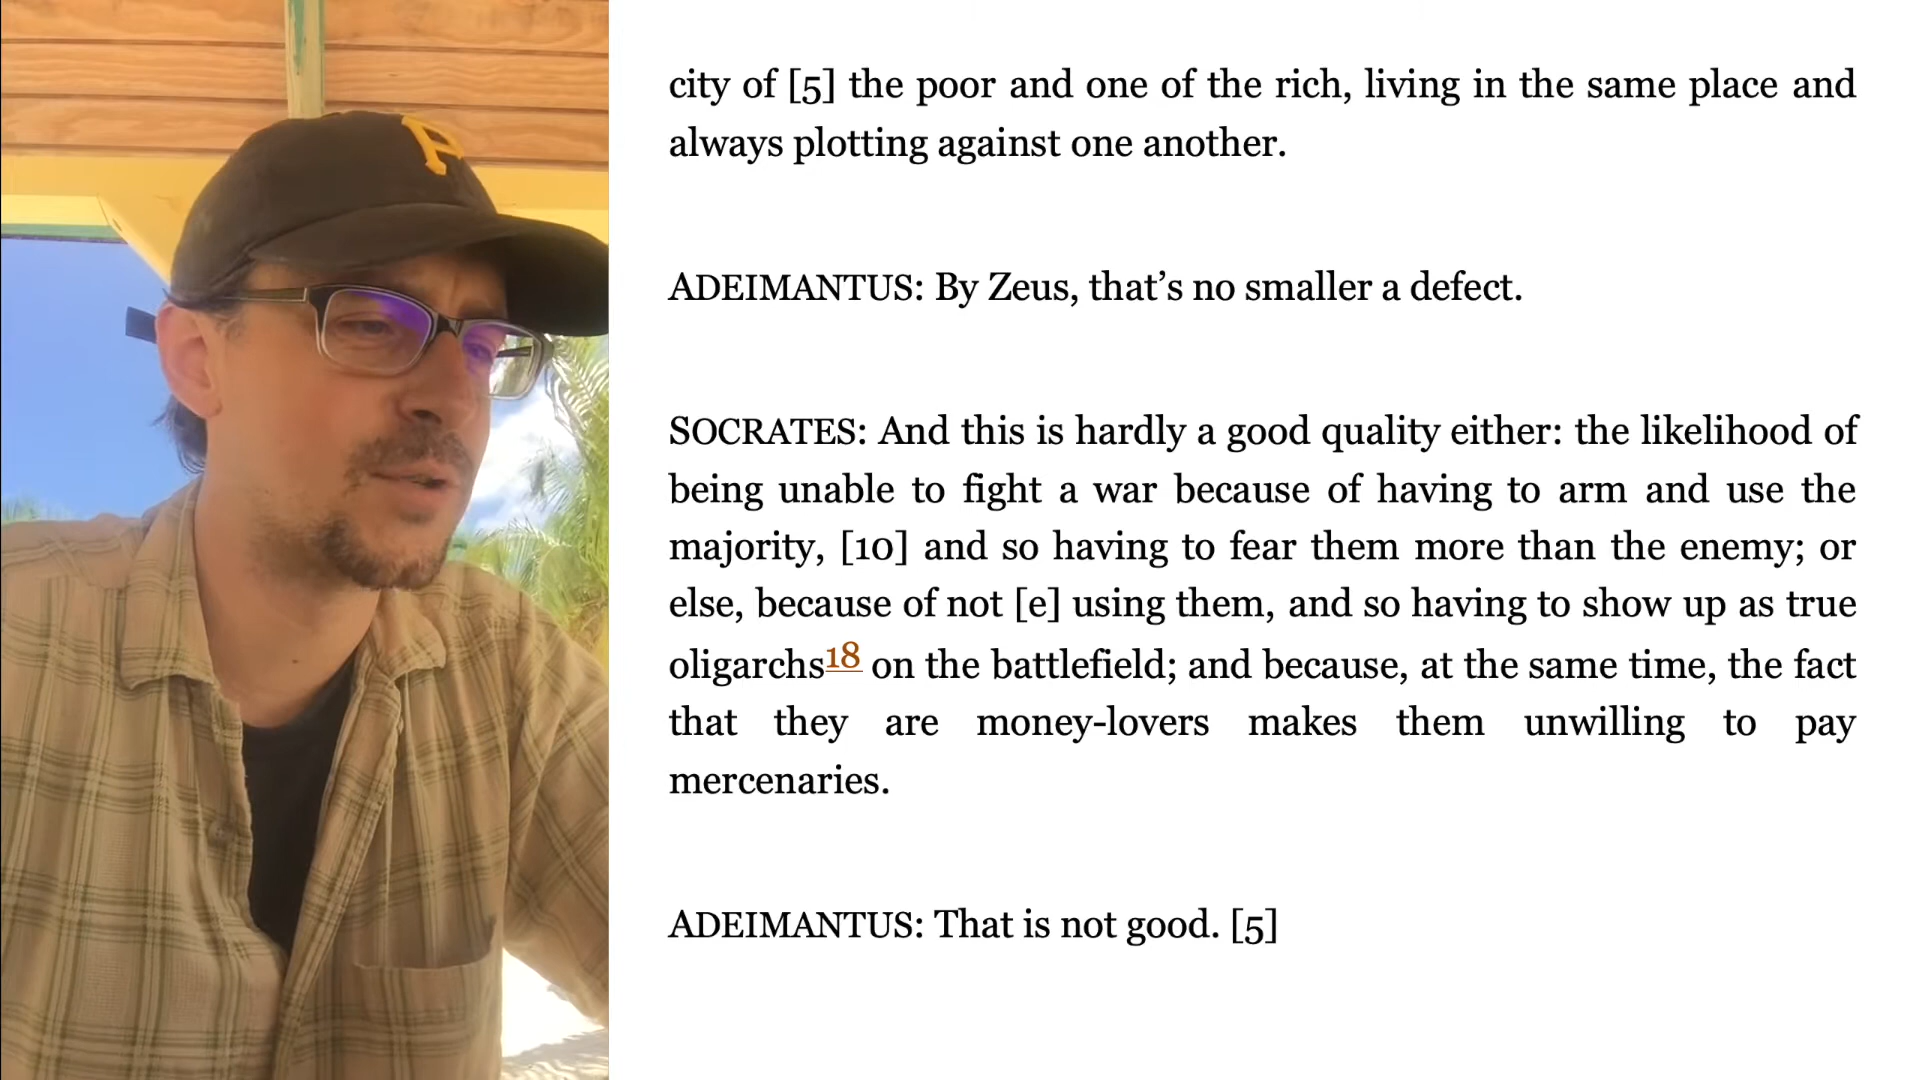 P
city of [5] the poor and one of the rich, living in the same place and
always plotting against one another.
ADEIMANTUS: By Zeus, that’s no smaller a defect.
SOCRATES: And this is hardly a good quality either: the likelihood of
being unable to fight a war because of having to arm and use the
majority, [10] and so having to fear them more than the enemy; or
else, because of not [e] using them, and so having to show up as true
oligarchs18 on the battlefield; and because, at the same time, the fact
that they are money-lovers makes them unwilling to pay
mercenaries.
ADEIMANTUS: That is not good. [5]